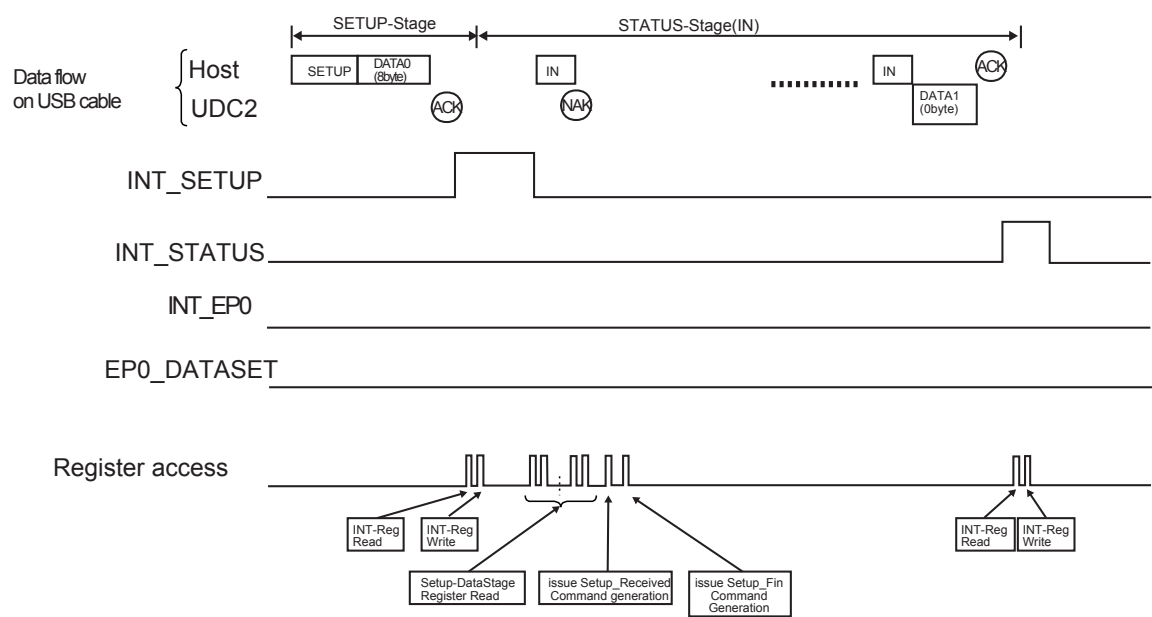 SETUP-Stage
STATUS-Stage(IN)
Data flow
on USB cable
Host
UDC2
SETUP
DATA0
(8byte)
ACK
IN
NAK
IN
DATA1
(0byte)
ACK
INT_SETUP
INT_STATUS
INT_EP0
EP0_DATASET
Register access
INT-Reg
Read
INT-Reg
Write
INT-Reg
Read
INT-Reg
Write
Setup-DataStage
Register Read
issue Setup_Received
Command generation
issue Setup_Fin
Command
Generation